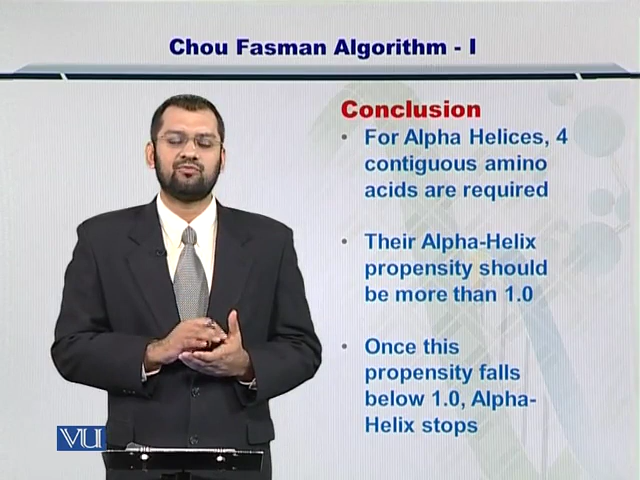 Chou Fasman Algorithm - I
Conclusion
• For Alpha Helices, 4
contiguous amino
acids are required
• Their Alpha-Helix
propensity should
be more than 1.0
• Once this
propensity falls
below 1.0, Alpha-
Helix stops
VU